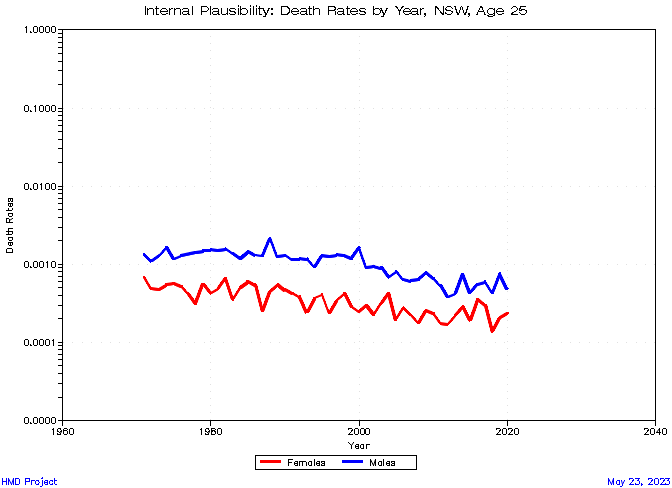 Internal Plausibility: Death Rates by Year, NSW, Age 25
1.0000
0.1000
0.0100
0.0010
0.0001
0.0000
Death Rates
1960
1980
2000
2020
2040
Year
Females
Males
HMD Project
May 23, 2023